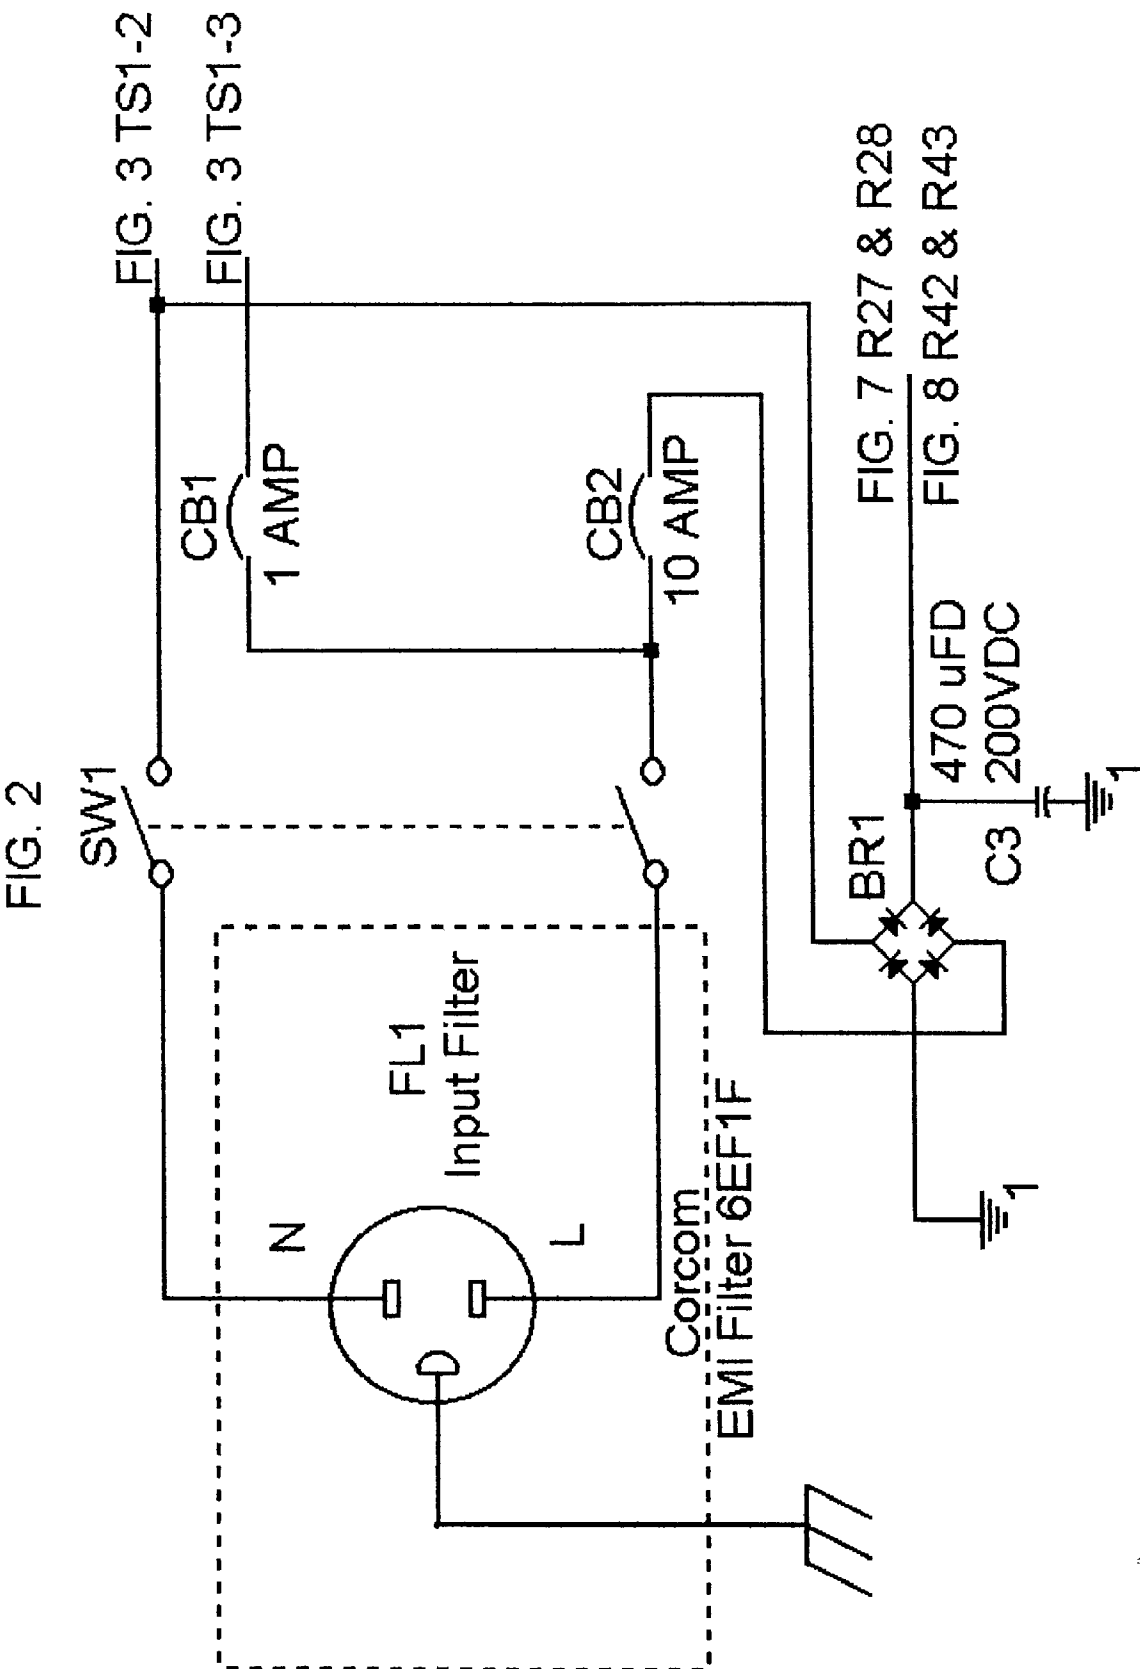 FIG. 2
SW1
FIG. 3 TS1-2
FIG. 3 TS1-3
CB1
1 AMP
N
FL1
Input Filter
L
CB2
10 AMP
Corcom
EMI Filter 6EF1F
BR1
FIG. 7 R27 & R28
FIG. 8 R42 & R43
470 uFD
C3 200VDC
1
1